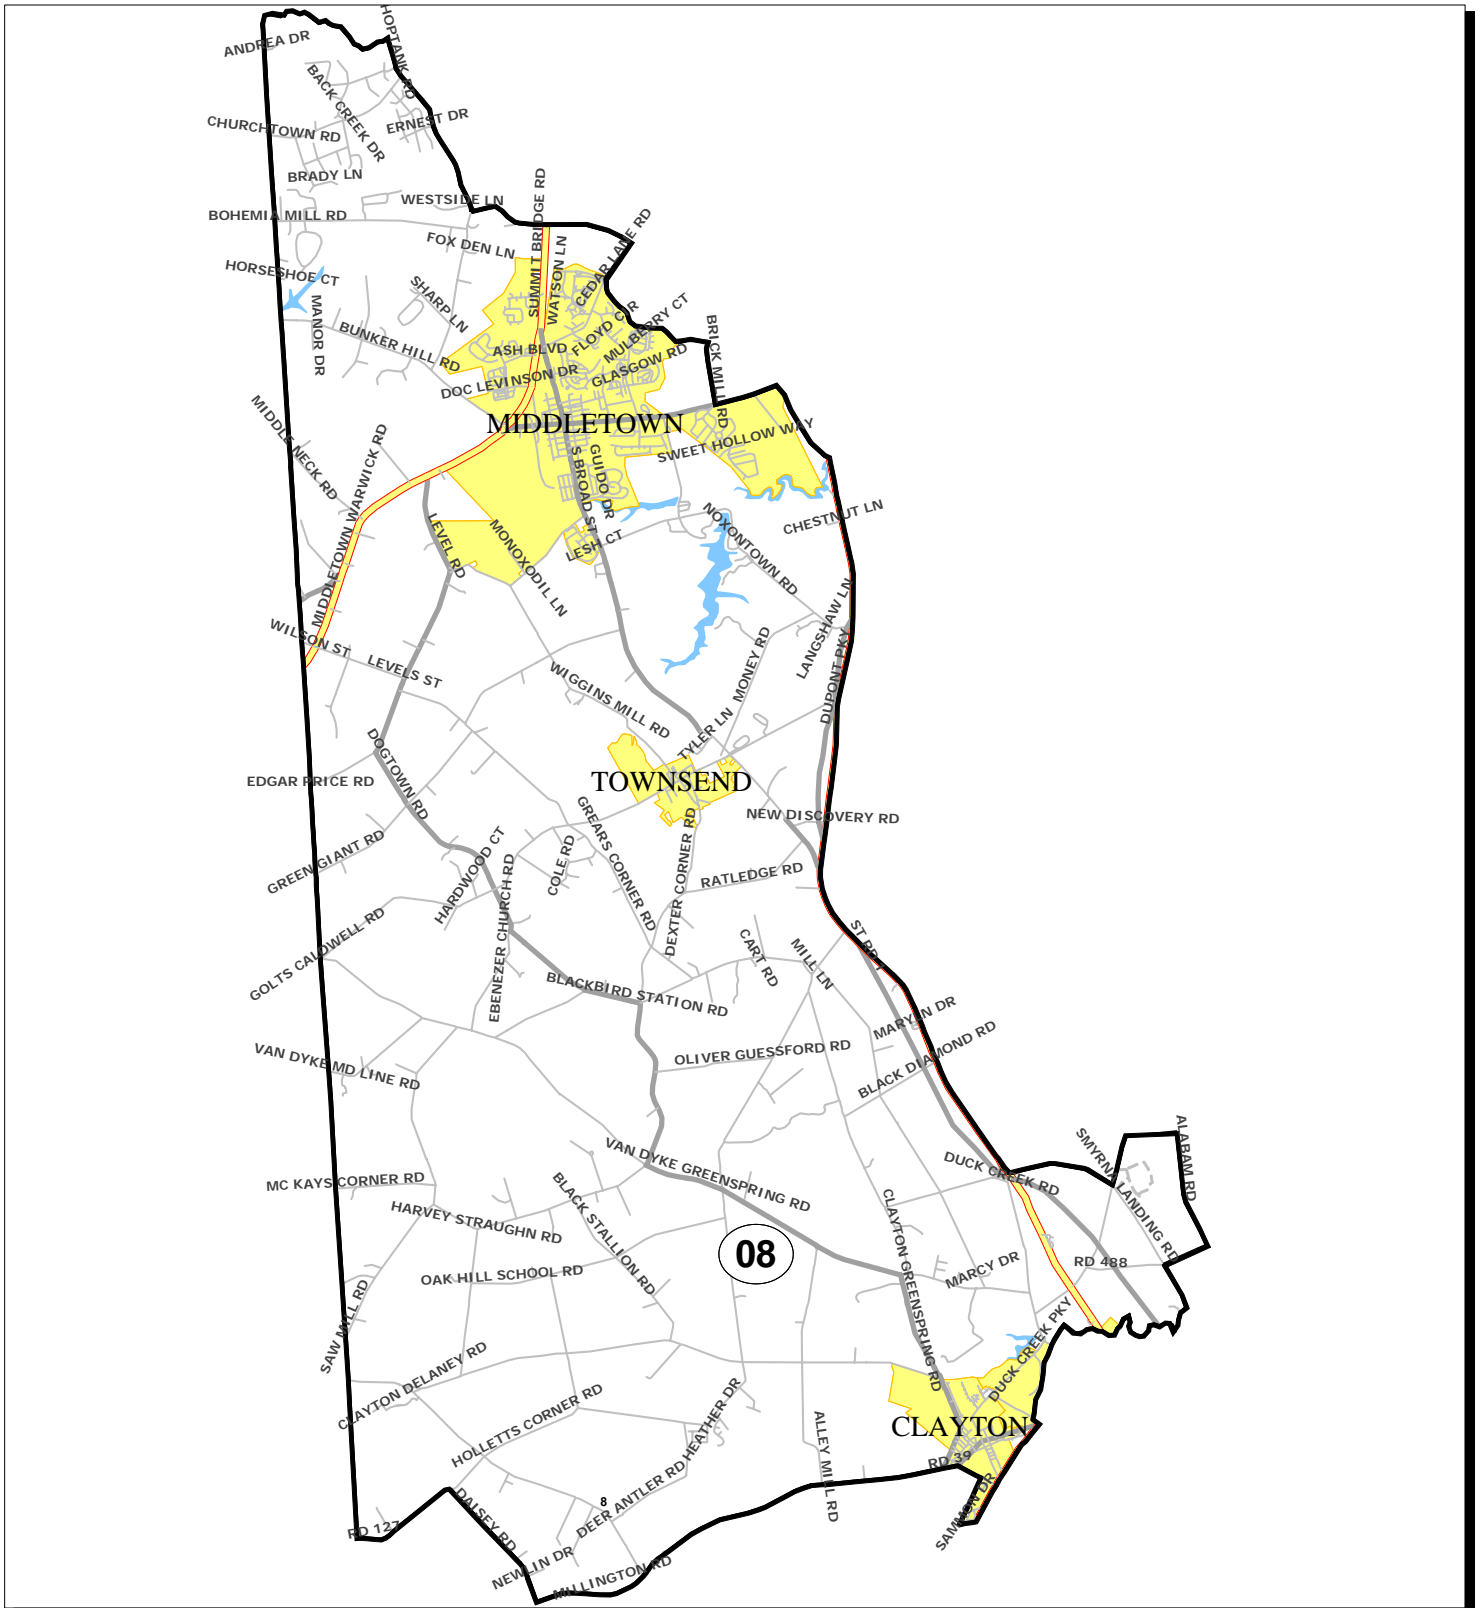 HOPTANK RD
ANDREA DR
BACK CREEK DR
CHURCHTOWN RD
ERNEST DR
BRADY LN
WESTSIDE LN
SUMMIT BRIDGE RD
BOHEMIA MILL RD
CEDAR LANE RD
FOX DEN LN
WATSON LN
HORSESHOE CT
SHARP LN
MANOR DR
FLOYD CIR
MULBERRY CT
BRICK MILL RD
BUNKER HILL RD
ASH BLVD
GLASGOW RD
DOC LEVINSON DR
MIDDLETOWN
MIDDLE NECK RD
SWEET HOLLOW WAY
GUIDO DR
S BROAD ST
MIDDLETOWN WARWICK RD
CHESTNUT LN
NOXONTOWN RD
LEVEL RD
MONOXODIL LN
LESH CT
LANGSHAW LN
WILSON ST
LEVELS ST
MONEY RD
DUPONT PKY
WIGGINS MILL RD
TYLER LN
DOGTOWN RD
EDGAR PRICE RD
TOWNSEND
NEW DISCOVERY RD
GREARS CORNER RD
GREEN GIANT RD
HARDWOOD CT
COLE RD
DEXTER CORNER RD
RATLEDGE RD
EBENEZER CHURCH RD
GOLTS CALDWELL RD
CART RD
MILL LN
ST RD 1
BLACKBIRD STATION RD
MARYLN DR
OLIVER GUESSFORD RD
BLACK DIAMOND RD
VAN DYKE MD LINE RD
SMYRNA LANDING RD
ALABAM RD
VAN DYKE GREENSPRING RD
DUCK CREEK RD
MC KAYS CORNER RD
BLACK STALLION RD
HARVEY STRAUGHN RD
CLAYTON GREENSPRING RD
08
RD 488
MARCY DR
OAK HILL SCHOOL RD
SAW MILL RD
DUCK CREEK PKY
CLAYTON DELANEY RD
HOLLETTS CORNER RD
HEATHER DR
ALLEY MILL RD
CLAYTON
RD 39
DEER ANTLER RD
8
DAISEY RD
SAMMON DR
RD 127
NEWLIN DR
MILLINGTON RD